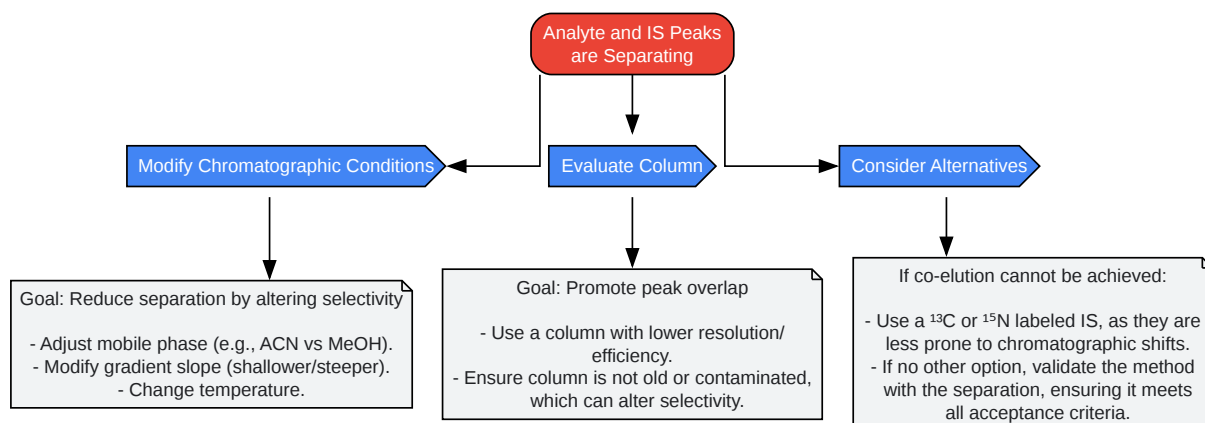 Analyte and IS Peaks
are Separating
Modify Chromatographic Conditions
Evaluate Column
Consider Alternatives
Goal: Reduce separation by altering selectivity
- Adjust mobile phase (e.g., ACN vs MeOH).
- Modify gradient slope (shallower/steeper).
- Change temperature.
Goal: Promote peak overlap
- Use a column with lower resolution/
efficiency.
- Ensure column is not old or contaminated,
which can alter selectivity.
If co-elution cannot be achieved:
- Use a ¹³C or ¹⁵N labeled IS, as they are
less prone to chromatographic shifts.
- If no other option, validate the method
with the separation, ensuring it meets
all acceptance criteria.